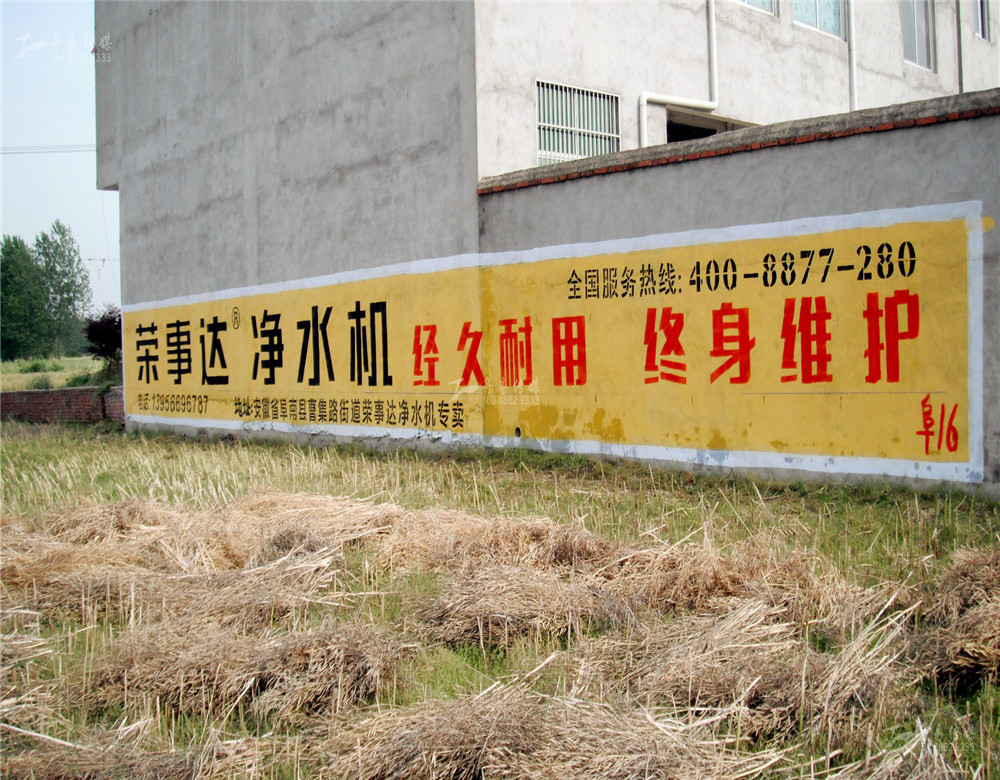 全国服务热线:400-8877-280
荣事达® 净水机 经久耐用 终身维护
电话:13956696787 地址:安徽省阜南县曹集路街道荣事达净水机专卖
阜16
18888629333